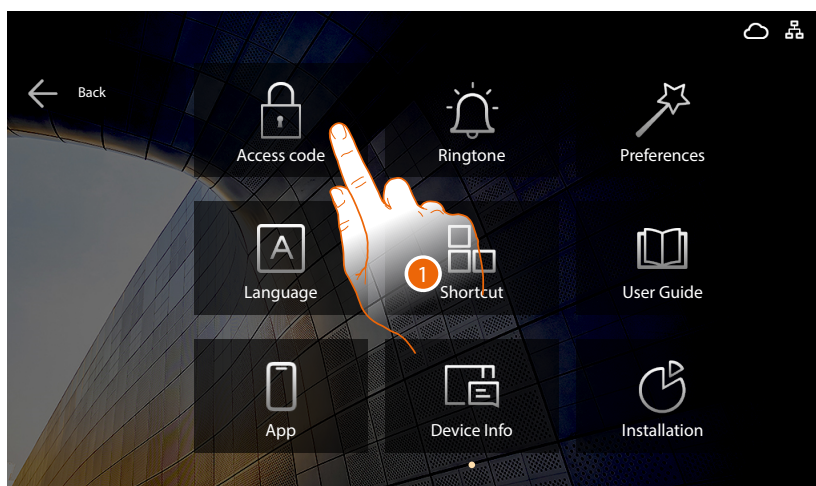 Back
Access code
Ringtone
Preferences
A
Language
1
Shortcut
User Guide
App
Device Info
Installation